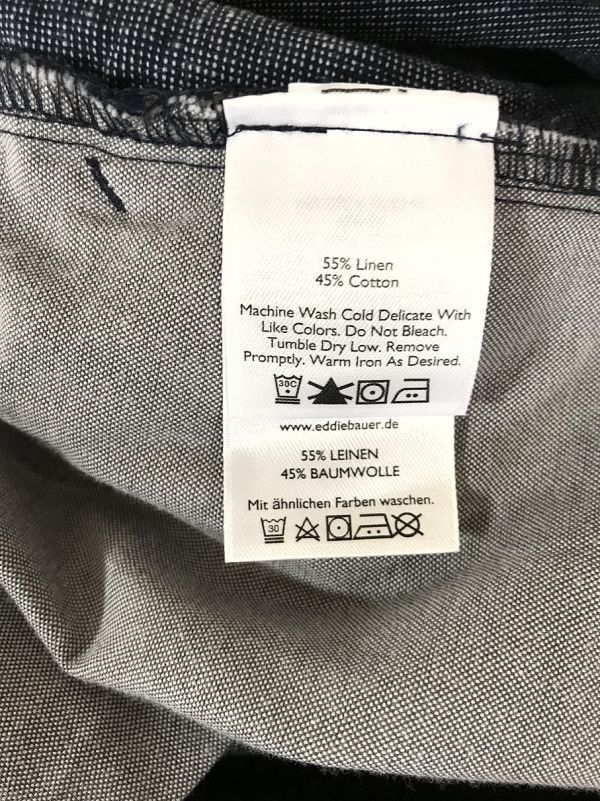 55% Linen
45% Cotton
Machine Wash Cold Delicate With
Like Colors. Do Not Bleach.
Tumble Dry Low. Remove
Promptly. Warm Iron As Desired.
30C
www.eddiebauer.de
55% LEINEN
45% BAUMWOLLE
Mit ähnlichen Farben waschen.
30